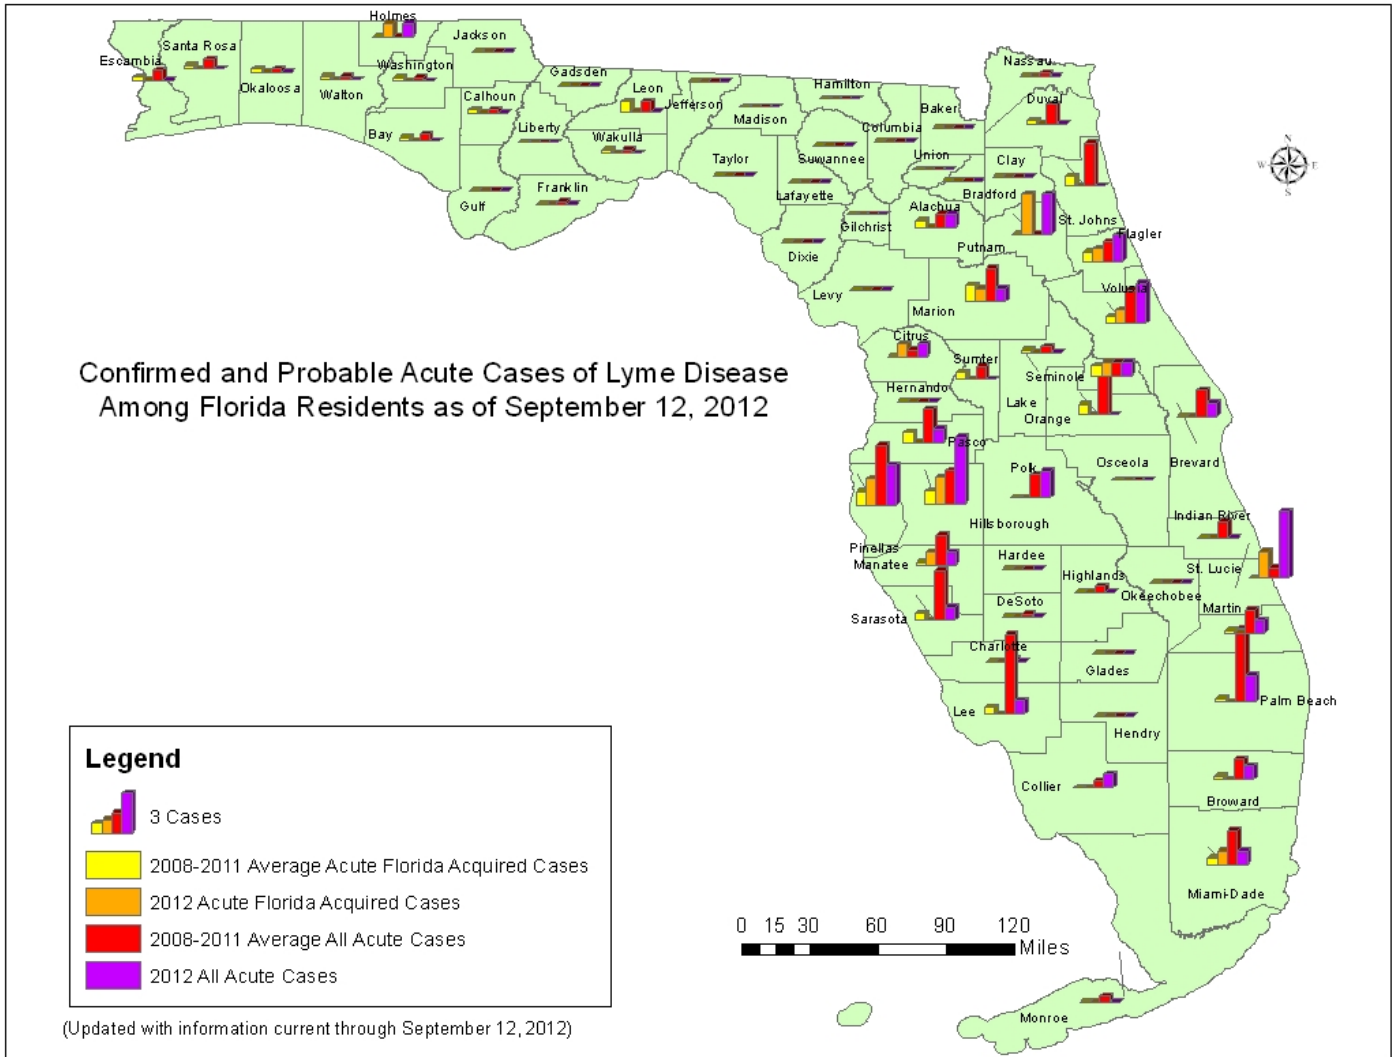 Holmes
Jackson
Santa Rosa
Escambia
Washington
Okaloosa
Walton
Gadsden
Leon
Calhoun
Jefferson
Hamilton
Madison
Nassau
Duval
Baker
Liberty
Bay
Wakulla
Columbia
Taylor
Suwannee
Union
Clay
Franklin
Lafayette
Bradford
Gulf
Alachua
Gilchrist
St. Johns
Flagler
Putnam
Dixie
Levy
Marion
Volusia
Citrus
Sumter
Seminole
Hernando
Lake
Orange
Pasco
Polk
Osceola
Brevard
Hillsborough
Indian River
Pinellas
Manatee
Hardee
Highlands
St. Lucie
Okeechobee
DeSoto
Martin
Sarasota
Charlotte
Glades
Lee
Palm Beach
Hendry
Collier
Broward
Miami-Dade
Monroe
N
W
E
S
Confirmed and Probable Acute Cases of Lyme Disease
Among Florida Residents as of September 12, 2012
Legend
3 Cases
2008-2011 Average Acute Florida Acquired Cases
2012 Acute Florida Acquired Cases
2008-2011 Average All Acute Cases
2012 All Acute Cases
0 15 30 60 90 120
Miles
(Updated with information current through September 12, 2012)